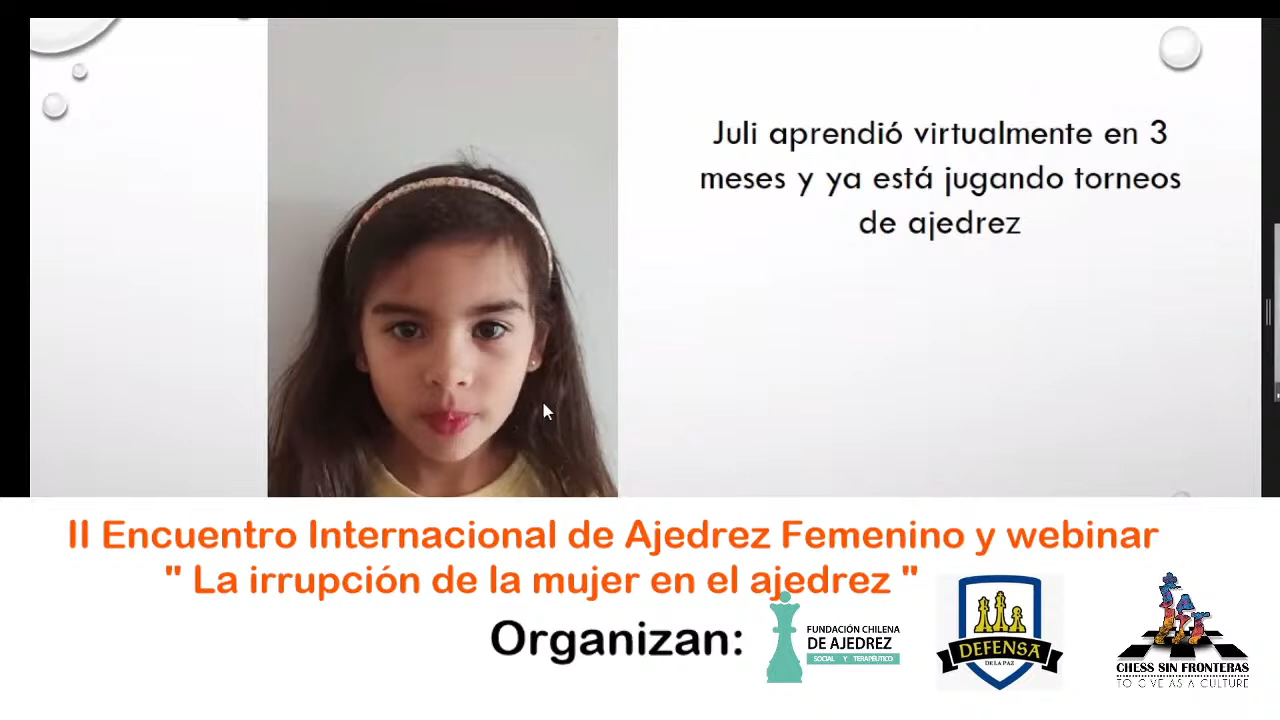 Juli aprendió virtualmente en 3
meses y ya está jugando torneos
de ajedrez
II Encuentro Internacional de Ajedrez Femenino y webinar
" La irrupción de la mujer en el ajedrez "
Organizan:
FUNDACIÓN CHILENA
DE AJEDREZ
SOCIAL Y TERAPÉUTICO
DEFENSA
DE LA PAZ
CHESS SIN FRONTERAS
TO GIVE AS A CULTURE